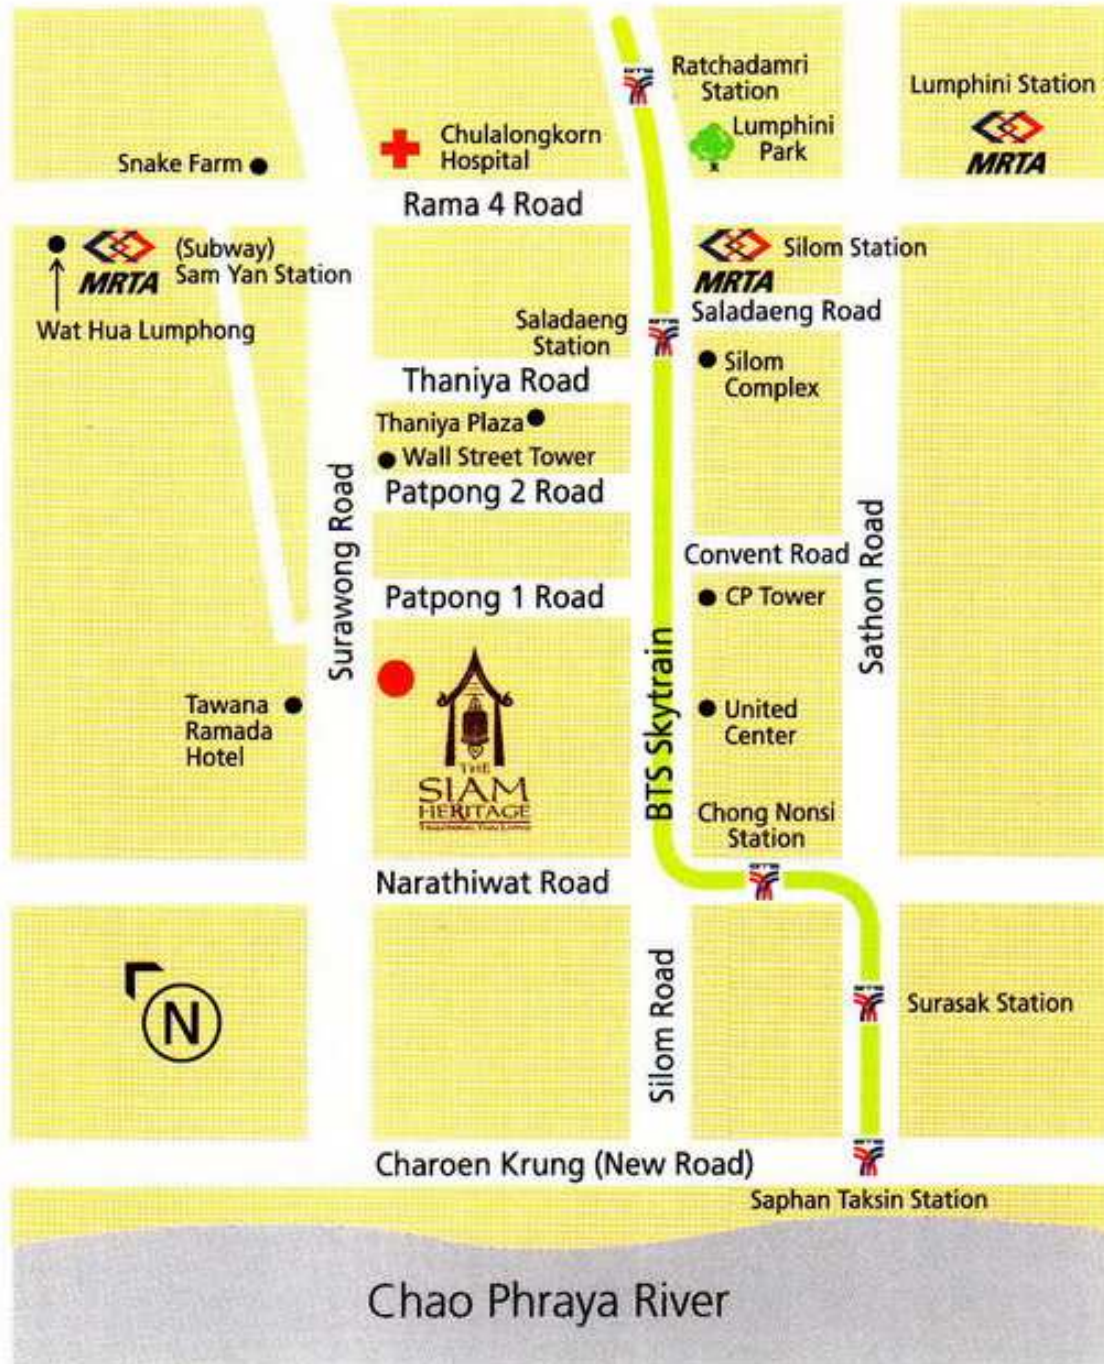 Ratchadamri
Station
Lumphini Station
MRTA
Chulalongkorn
Hospital
Lumphini
Park
Snake Farm
Rama 4 Road
MRTA
(Subway)
Sam Yan Station
Wat Hua Lumphong
MRTA
Silom Station
Saladaeng Road
Saladaeng
Station
Silom
Complex
Thaniya Road
Thaniya Plaza
Wall Street Tower
Patpong 2 Road
Surawong Road
Convent Road
Sathon Road
Patpong 1 Road
CP Tower
BTS Skytrain
Tawana
Ramada
Hotel
THE
SIAM
HERITAGE
United
Center
Chong Nonsi
Station
Narathiwat Road
N
Silom Road
Surasak Station
Charoen Krung (New Road)
Saphan Taksin Station
Chao Phraya River